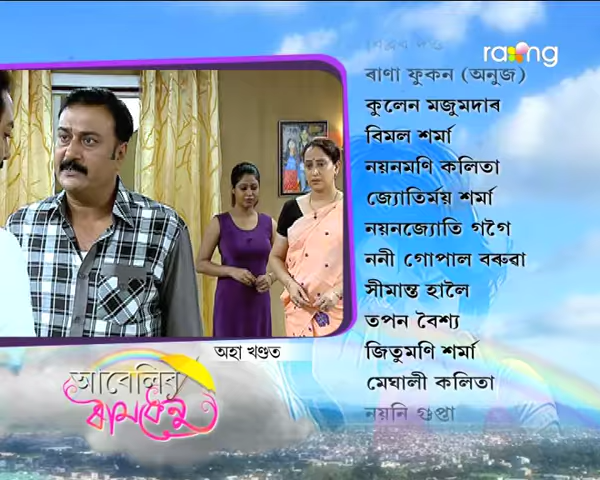 rang
ৰাণা ফুকন (অনুজ)
কুলেন মজুমদাৰ
বিমল শৰ্মা
নয়নমণি কলিতা
জ্যোতিৰ্ময় শৰ্মা
নয়নজ্যোতি গগৈ
ননী গোপাল বৰুৱা
সীমান্ত হালৈ
তপন বৈশ্য
জিতুমণি শৰ্মা
মেঘালী কলিতা
নয়নি গুপ্তা
অহা খণ্ডত
আবেলিৰ
ৰামধেনু